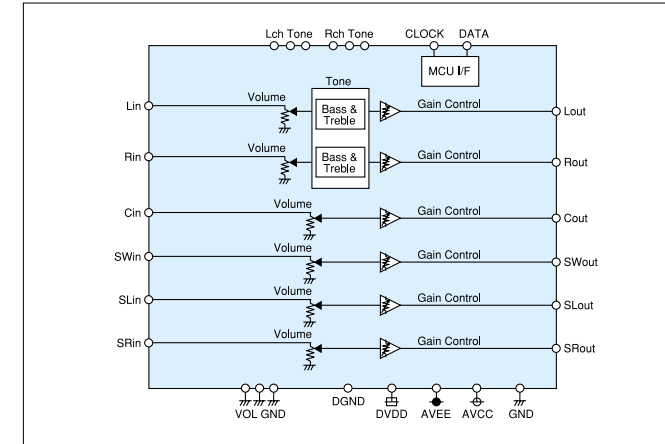 Lch Tone Rch Tone CLOCK DATA
MCU I/F
Tone
Lin Volume Bass & Treble Gain Control Lout
Rin Volume Bass & Treble Gain Control Rout
Cin Volume Gain Control Cout
SWin Volume Gain Control SWout
SLin Volume Gain Control SLout
SRin Volume Gain Control SRout
VOL GND DGND DVDD AVEE AVCC GND